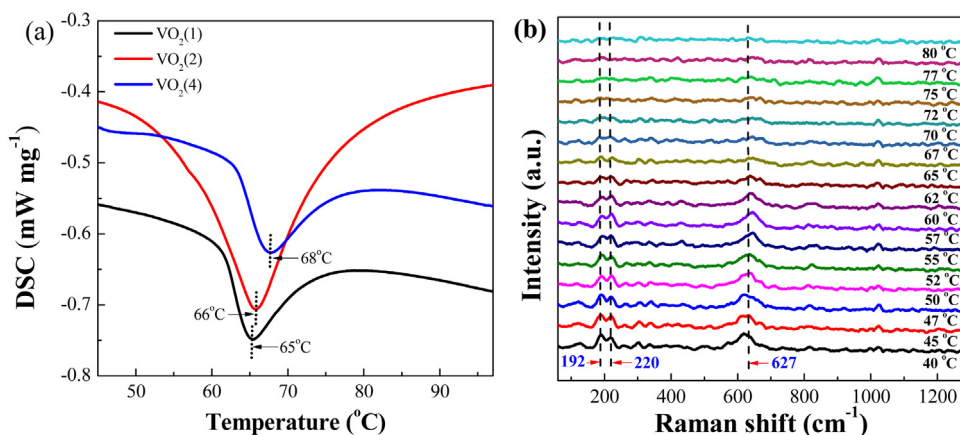 (a)
VO₂(1)
VO₂(2)
VO₂(4)
-0.3
-0.4
-0.5
-0.6
-0.7
-0.8
DSC (mW mg⁻¹)
68°C
66°C
65°C
50 60 70 80 90
Temperature (°C)
(b)
Intensity (a.u.)
80 °C
77 °C
75 °C
72 °C
70 °C
67 °C
65 °C
62 °C
60 °C
57 °C
55 °C
52 °C
50 °C
47 °C
45 °C
40 °C
192 220 627
200 400 600 800 1000 1200
Raman shift (cm⁻¹)